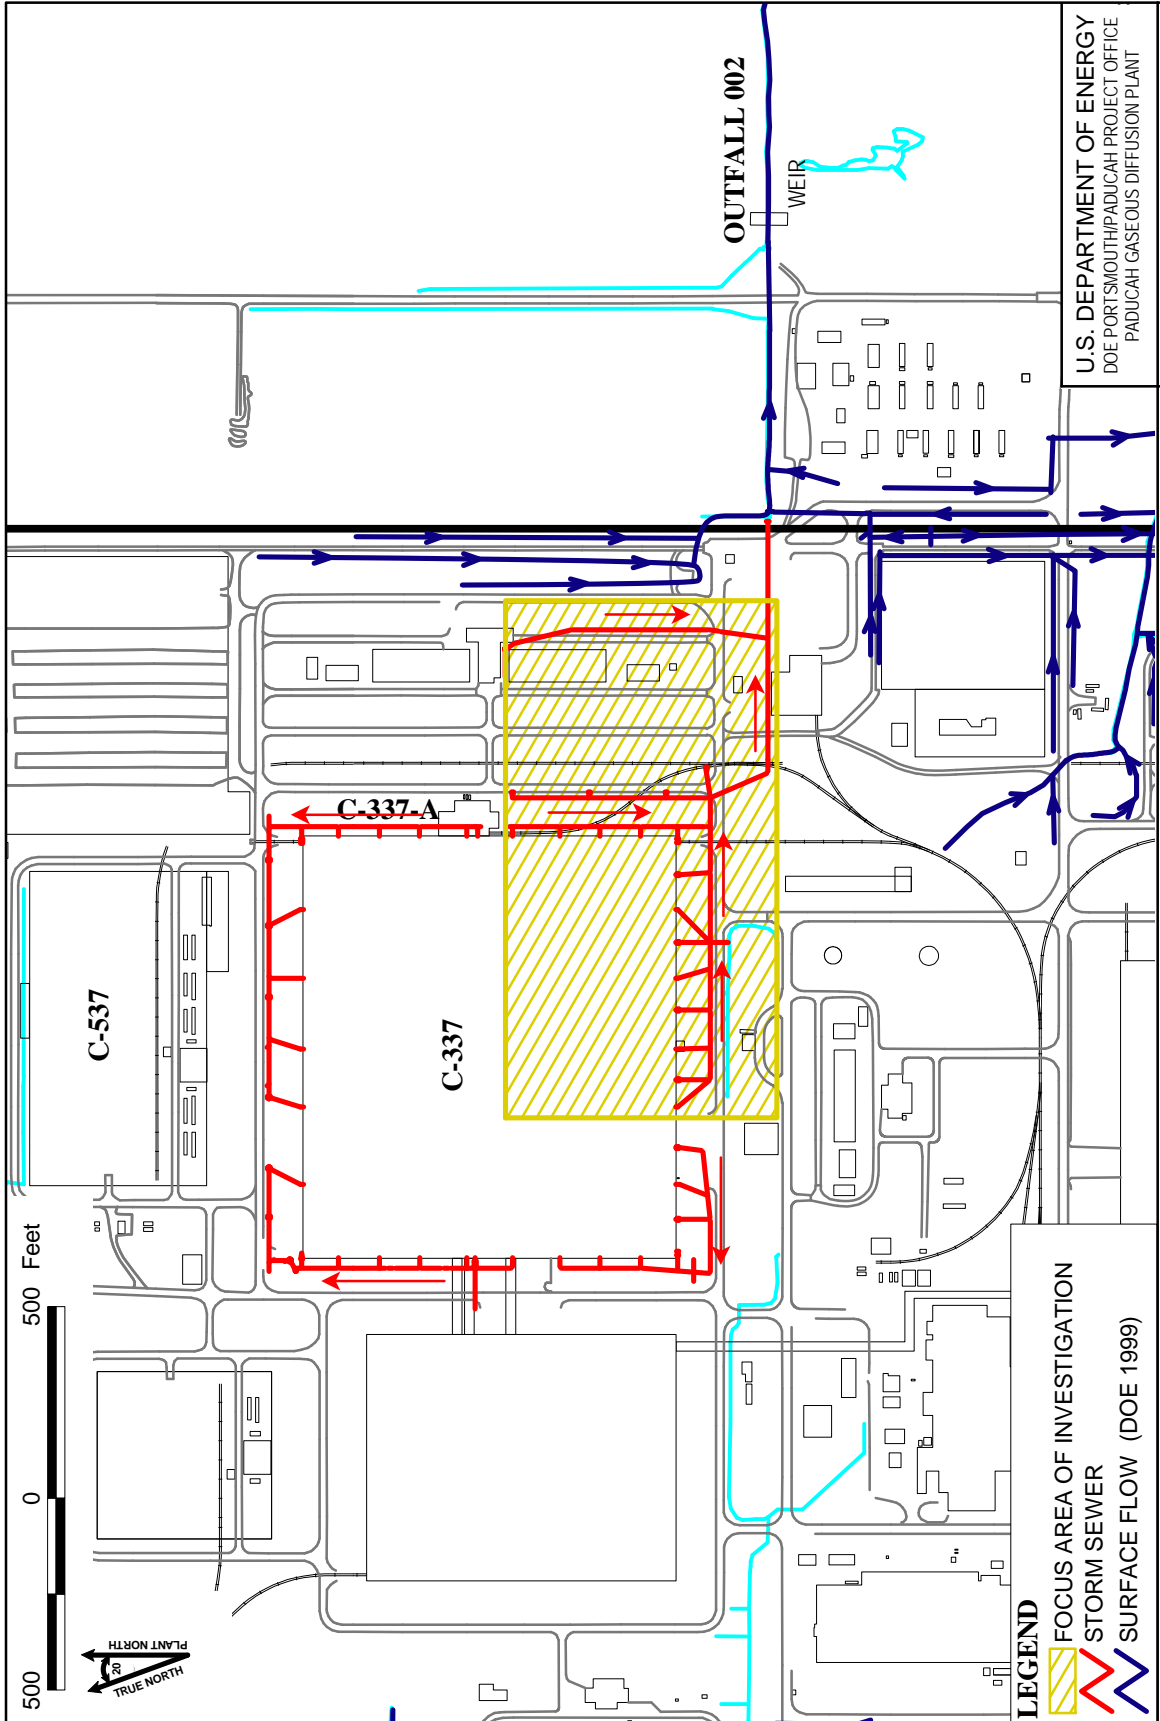 C-537
C-337
C-337-A
OUTFALL 002
WEIR
500 0 500 Feet
PLANT NORTH
20
TRUE NORTH
LEGEND
FOCUS AREA OF INVESTIGATION
STORM SEWER
SURFACE FLOW (DOE 1999)
U.S. DEPARTMENT OF ENERGY
DOE PORTSMOUTH/PADUCAH PROJECT OFFICE
PADUCAH GASEOUS DIFFUSION PLANT